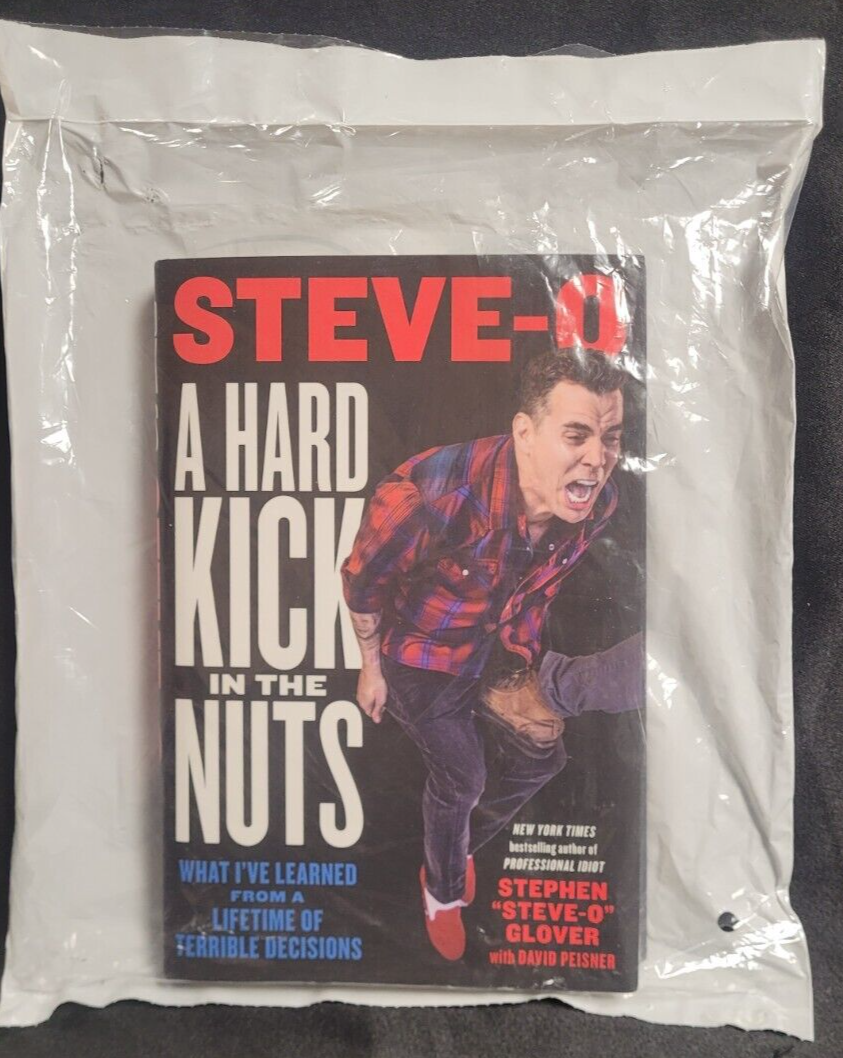 STEVE-O
A HARD
KICK
IN THE
NUTS
WHAT I'VE LEARNED
FROM A
LIFETIME OF
TERRIBLE DECISIONS
NEW YORK TIMES
bestselling author of
PROFESSIONAL IDIOT
STEPHEN
"STEVE-O"
GLOVER
with DAVID PEISNER